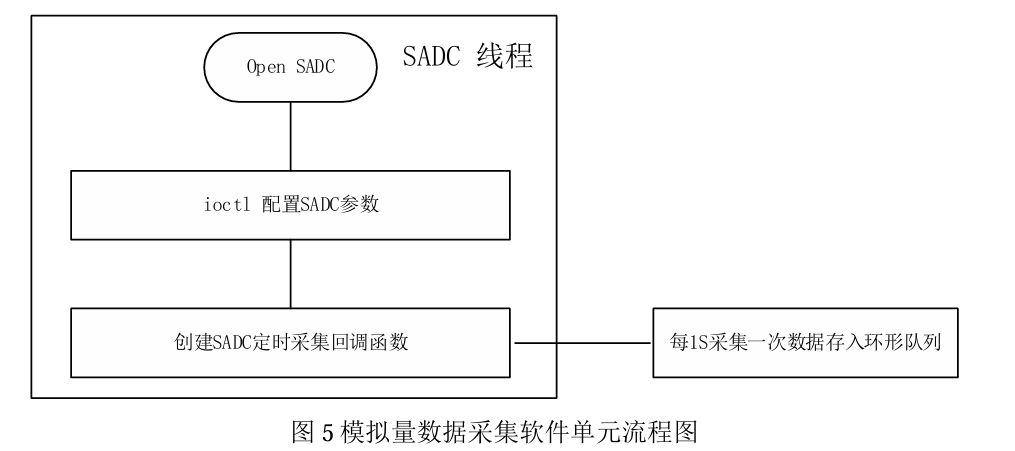 Open SADC
SADC 线程
ioctl 配置SADC参数
创建SADC定时采集回调函数
每1S采集一次数据存入环形队列
图 5 模拟量数据采集软件单元流程图